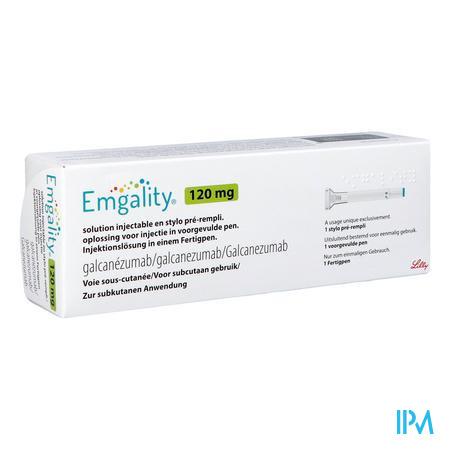 Emgality® 120 mg
solution injectable en stylo pré-rempli.
oplossing voor injectie in voorgevulde pen.
Injektionslösung in einem Fertigpen.
galcanézumab/galcanezumab/Galcanezumab
Voie sous-cutanée/Voor subcutaan gebruik/
Zur subkutanen Anwendung
A usage unique exclusivement.
1 stylo pré-rempli
Uitsluitend bestemd voor eenmalig gebruik.
1 voorgevulde pen
Nur zum einmaligen Gebrauch.
1 Fertigpen
Lilly
Emgality® 120 mg
IPM